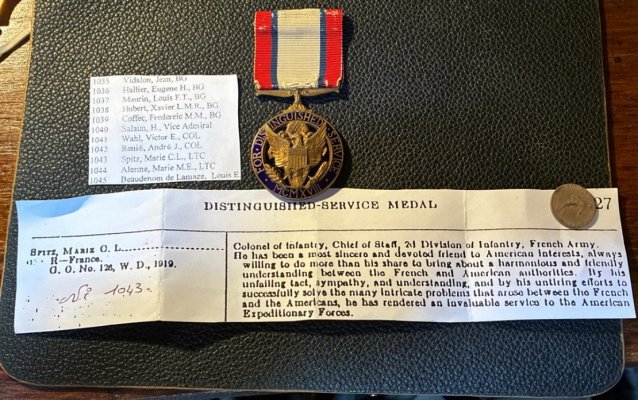 1035 Vidalon, Jean, BG
1036 Hallier, Eugene H., BG
1037 Maurin, Louis F.T., BG
1038 Hubert, Xavier L.M.R., BG
1039 Coffec, Fredereic M.M., BG
1040 Salaun, H., Vice Admiral
1041 Wahl, Victor E., COL
1042 Renié, André J., COL
1043 Spitz, Marie C.L., LTC
1044 Alerme, Marie M.E., LTC
1045 Beaudenom de Lamaze, Louis E
FOR DISTINGUISHED SERVICE
MCMXVIII
DISTINGUISHED-SERVICE MEDAL 27
SPITZ, MARIE C. L.
R—France.
G. O. No. 126, W. D., 1919.
No 1043.
Colonel of Infantry, Chief of Staff, 2d Division of Infantry, French Army.
He has been a most sincere and devoted friend to American interests, always
willing to do more than his share to bring about a harmonious and friendly
understanding between the French and American authorities. By his
unfailing tact, sympathy, and understanding, and by his untiring efforts to
successfully solve the many intricate problems that arose between the French
and the Americans, he has rendered an invaluable service to the American
Expeditionary Forces.